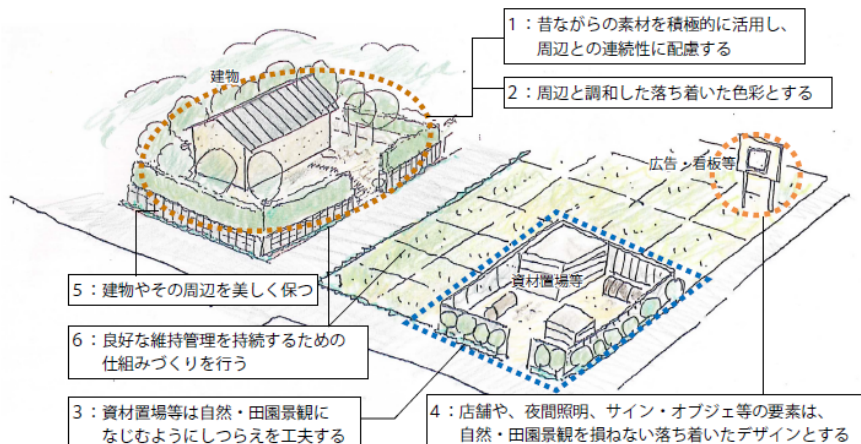 1：昔ながらの素材を積極的に活用し、
周辺との連続性に配慮する
建物
2：周辺と調和した落ち着いた色彩とする
広告・看板等
資材置場等
5：建物やその周辺を美しく保つ
6：良好な維持管理を持続するための
仕組みづくりを行う
3：資材置場等は自然・田園景観に
なじむようにしつらえを工夫する
4：店舗や、夜間照明、サイン・オブジェ等の要素は、
自然・田園景観を損ねない落ち着いたデザインとする